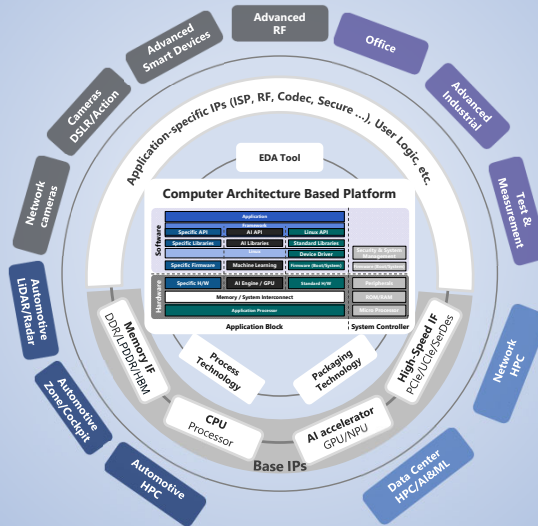 Advanced
RF
Advanced
Smart Devices
Office
Cameras
DSLR/Action
Advanced
Industrial
Network
cameras
Test &
Measurement
Automotive
LiDAR/Radar
Network
HPC
Automotive
Zone/Cockpit
Automotive
HPC
Data Center
HPC/AI&ML
Application-specific IPs (ISP, RF, Codec, Secure ...), User Logic, etc.
EDA Tool
Computer Architecture Based Platform
Software
Application
Framework
Specific API
AI API
Linux API
Specific Libraries
AI Libraries
Standard Libraries
Linux
Device Driver
Security & System
Management
Specific Firmware
Machine Learning
Firmware (Boot/System)
Hardware
Specific H/W
AI Engine / GPU
Standard H/W
Peripherals
Memory / System Interconnect
ROM/RAM
Application Processor
Micro Processor
Application Block
System Controller
Process
Technology
Packaging
Technology
Memory IF
DDR/LPDDR/HBM
High-Speed IF
PCIe/UCIe/SerDes
CPU
Processor
AI accelerator
GPU/NPU
Base IPs